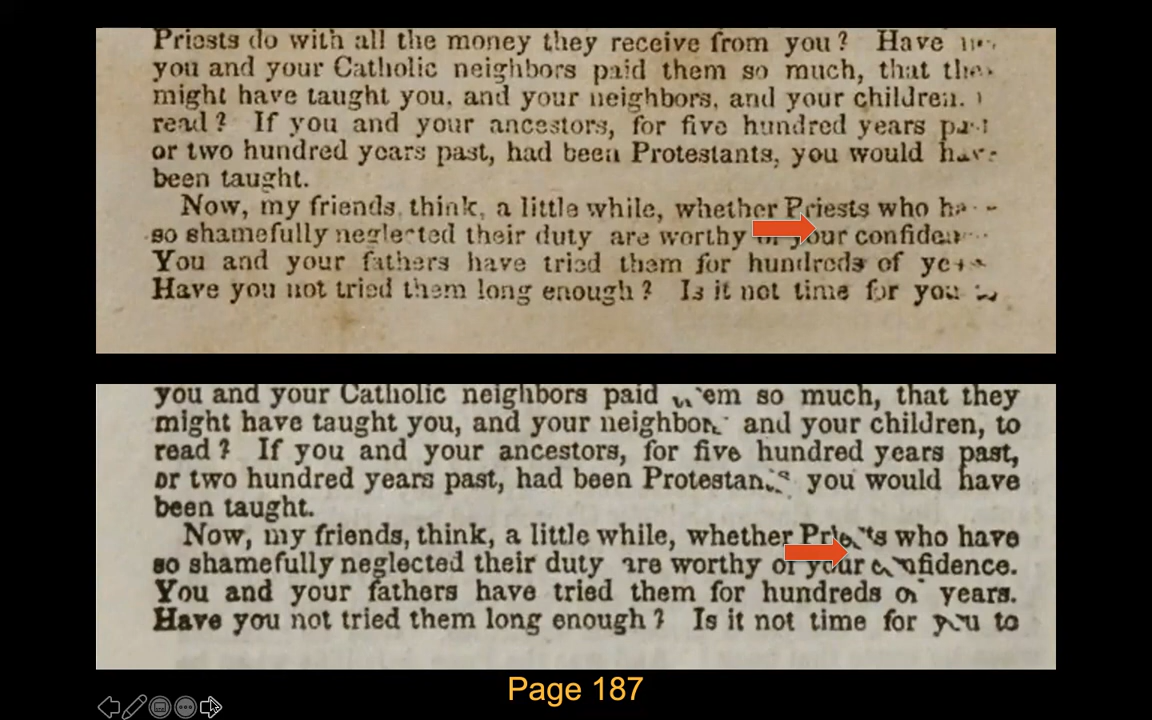 Priests do with all the money they receive from you? Have
you and your Catholic neighbors paid them so much, that
might have taught you, and your neighbors, and your children.
read? If you and your ancestors, for five hundred years
or two hundred years past, had been Protestants, you would
been taught.
Now, my friends, think, a little while, whether Priests who
so shamefully neglected their duty are worthy of your
You and your fathers have tried them for hundreds of
Have you not tried them long enough? Is it not time for you
you and your Catholic neighbors paid so much, that they
might have taught you, and your and your children, to
read? If you and your ancestors, for five hundred years past,
or two hundred years past, had been you would have
been taught.
Now, my friends, think, a little while, whether who have
so shamefully neglected their duty are worthy of your
You and your fathers have tried them for hundreds years.
Have you not tried them long enough? Is it not time for to
Page 187